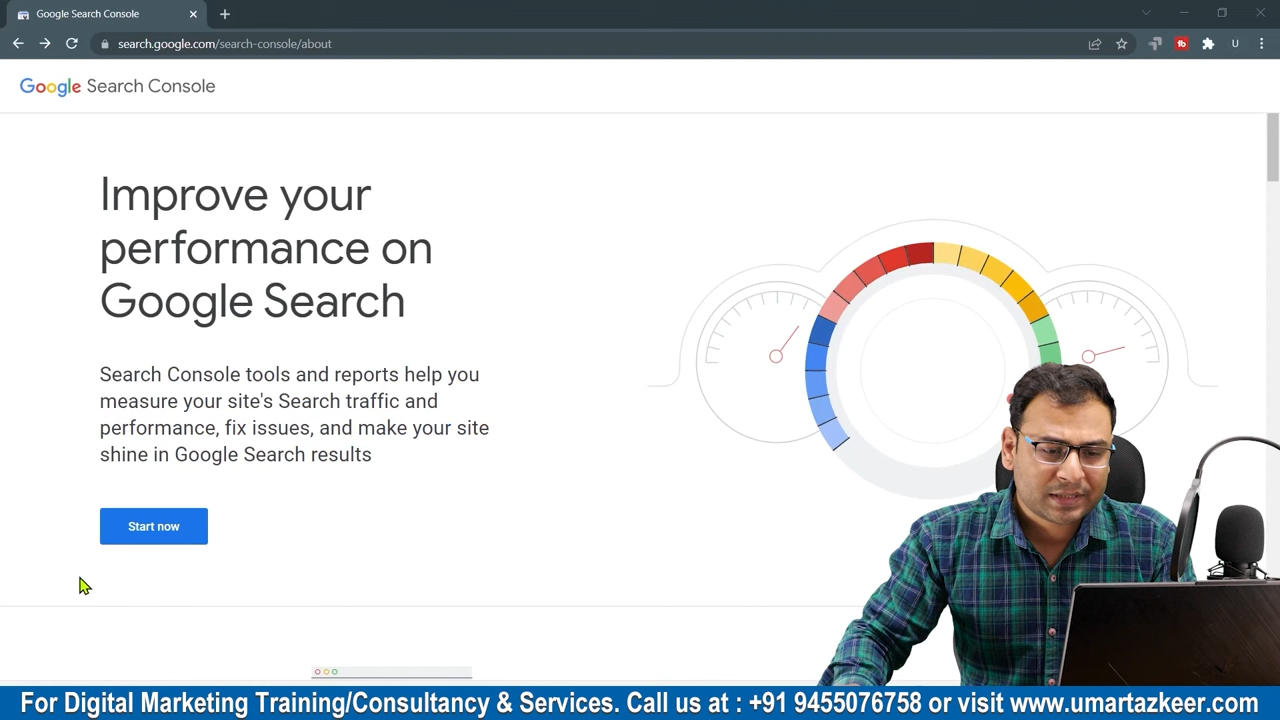 Google Search Console
search.google.com/search-console/about
U
Google Search Console
Improve your
performance on
Google Search
Search Console tools and reports help you
measure your site's Search traffic and
performance, fix issues, and make your site
shine in Google Search results
Start now
For Digital Marketing Training/Consultancy & Services. Call us at : +91 9455076758 or visit www.umartazkeer.com